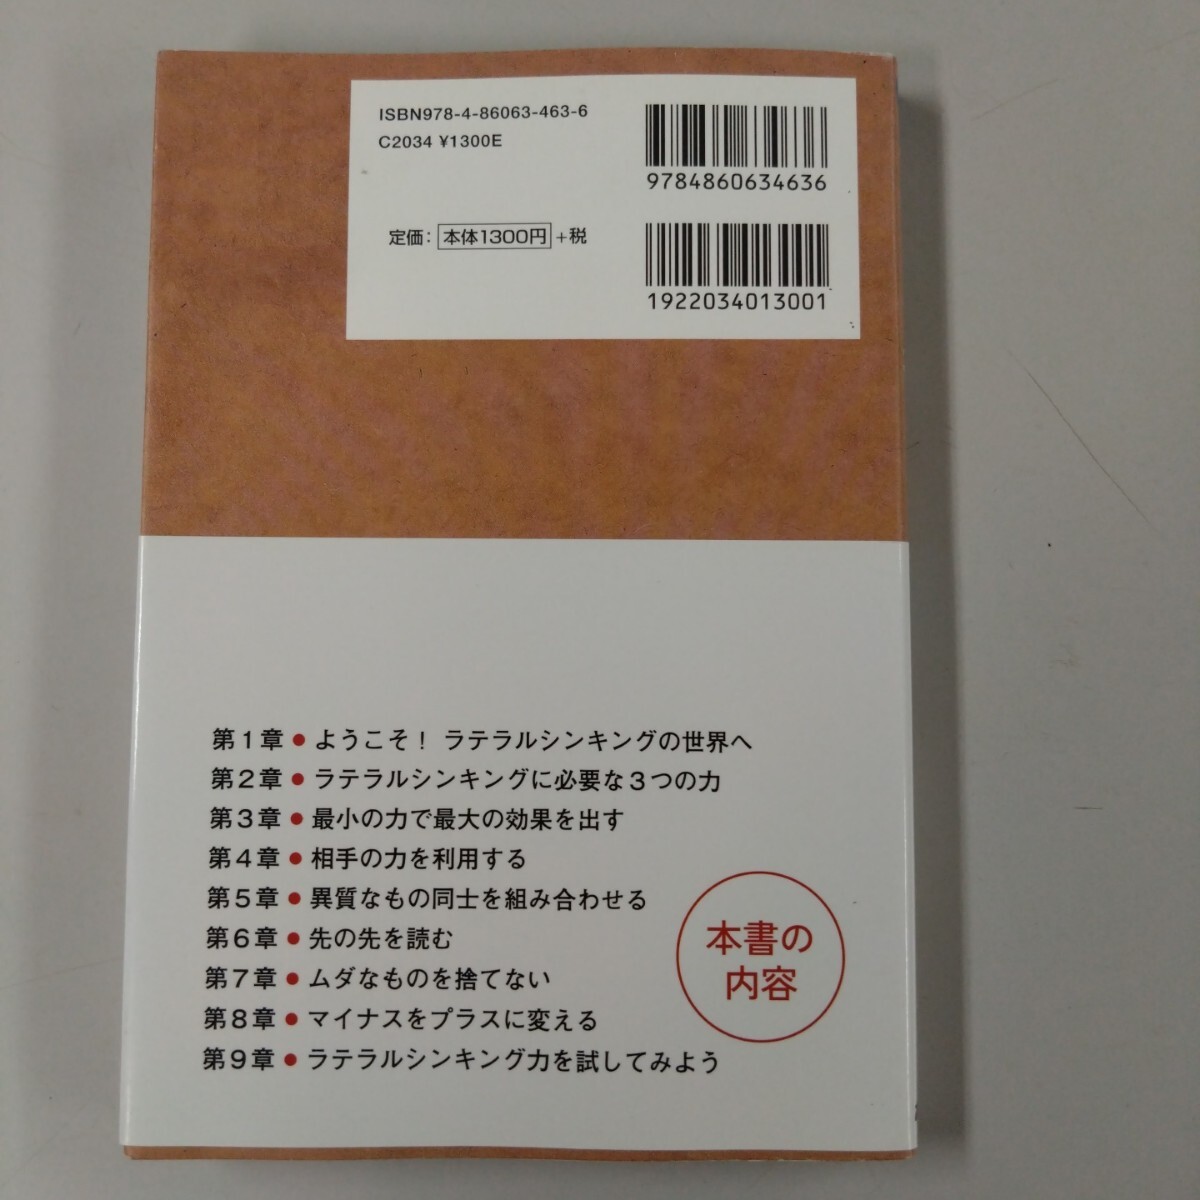 ISBN978-4-86063-463-6
C2034 ¥1300E
9784860634636
定価: 本体1300円 +税
1922034013001
第1章●ようこそ! ラテラルシンキングの世界へ
第2章●ラテラルシンキングに必要な3つの力
第3章●最小の力で最大の効果を出す
第4章●相手の力を利用する
第5章●異質なもの同士を組み合わせる
第6章●先の先を読む
第7章●ムダなものを捨てない
第8章●マイナスをプラスに変える
第9章●ラテラルシンキング力を試してみよう
本書の
内容